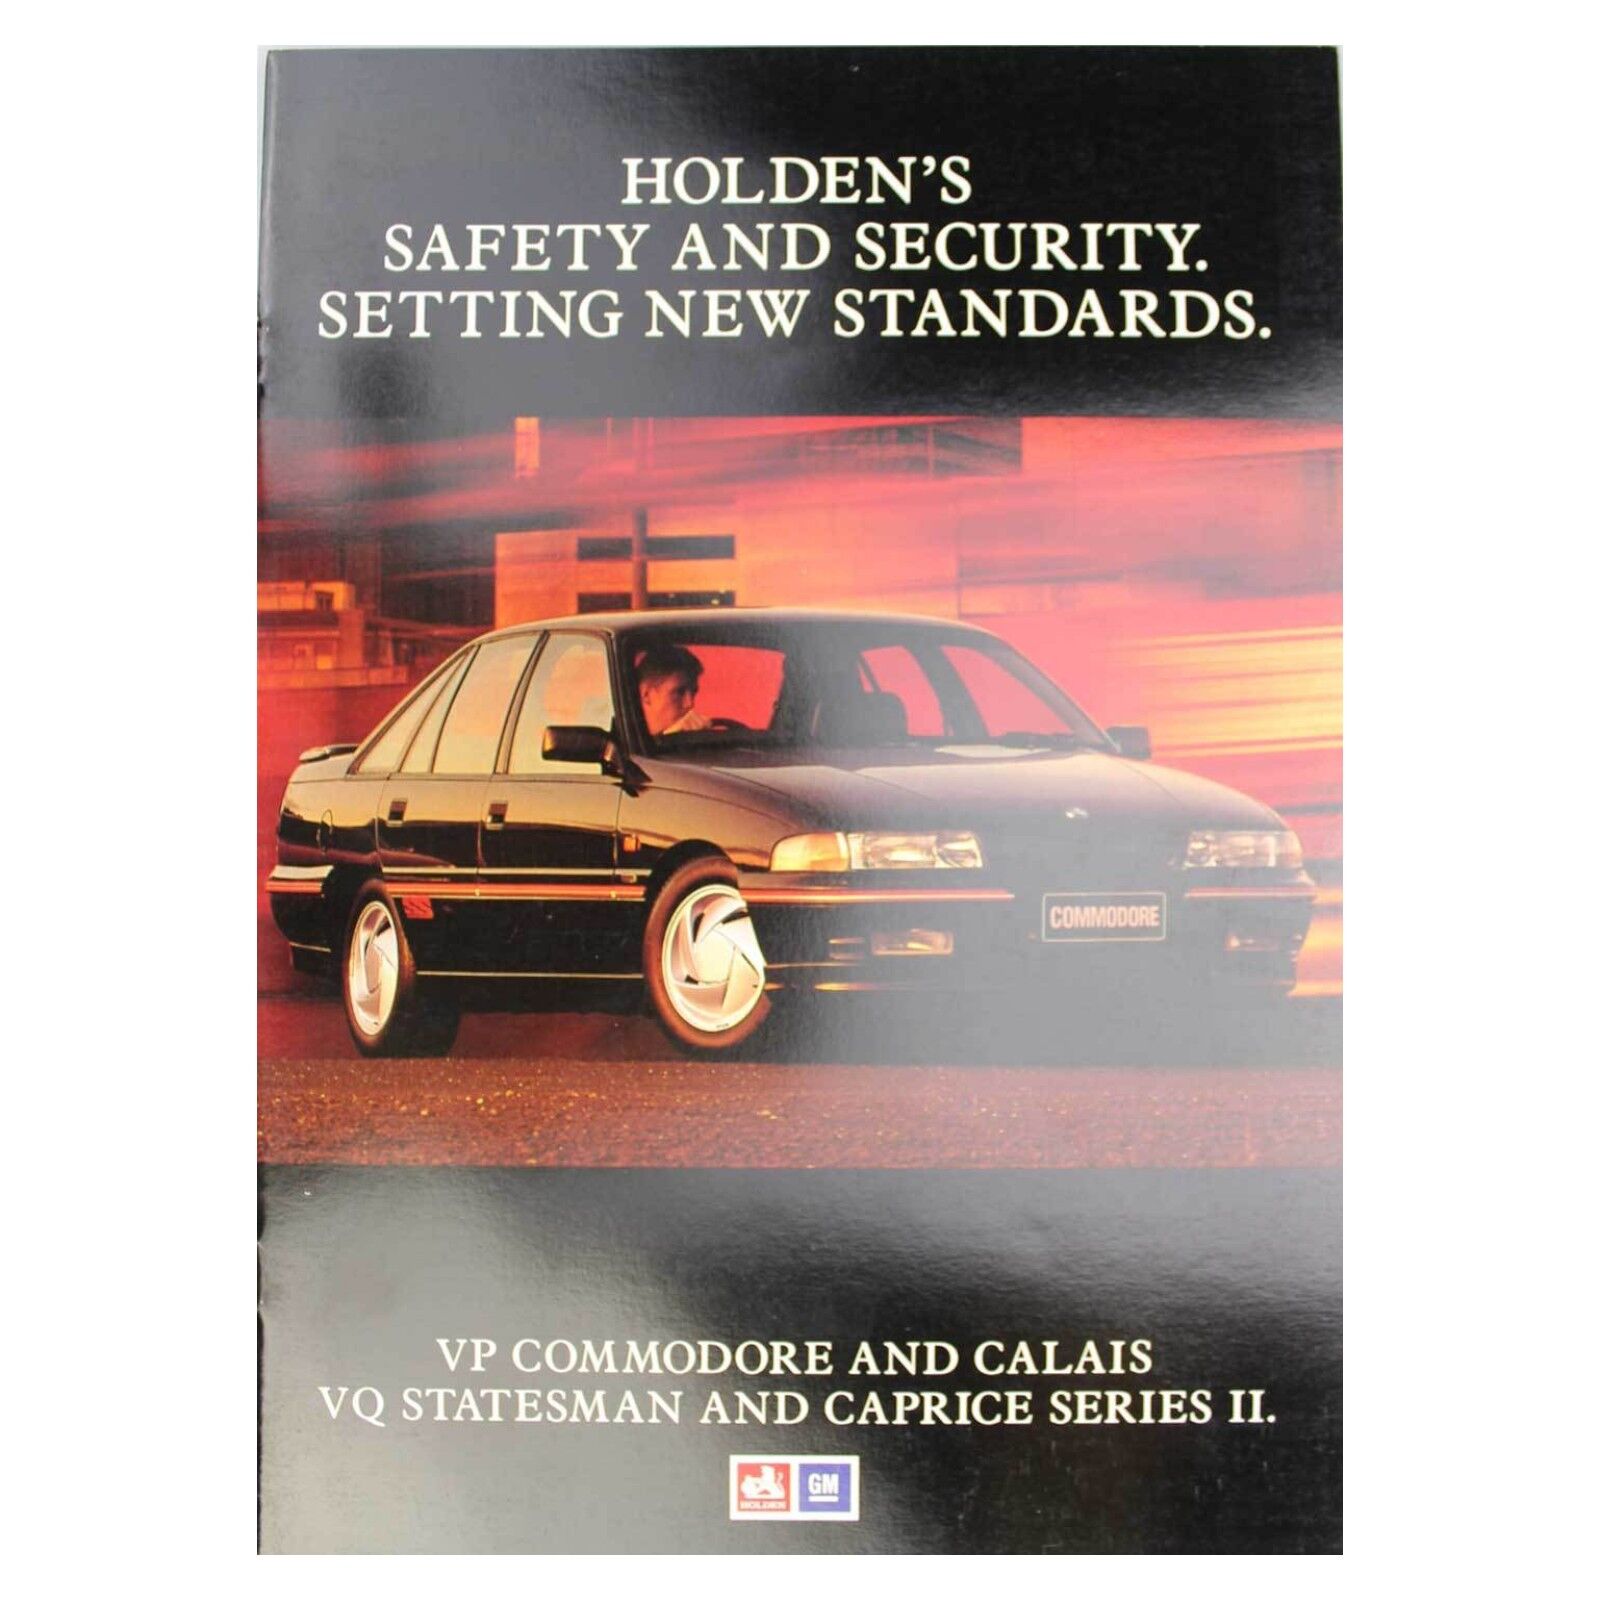 HOLDEN'S
SAFETY AND SECURITY.
SETTING NEW STANDARDS.
SS
COMMODORE
VP COMMODORE AND CALAIS
VQ STATESMAN AND CAPRICE SERIES II.
HOLDEN
GM